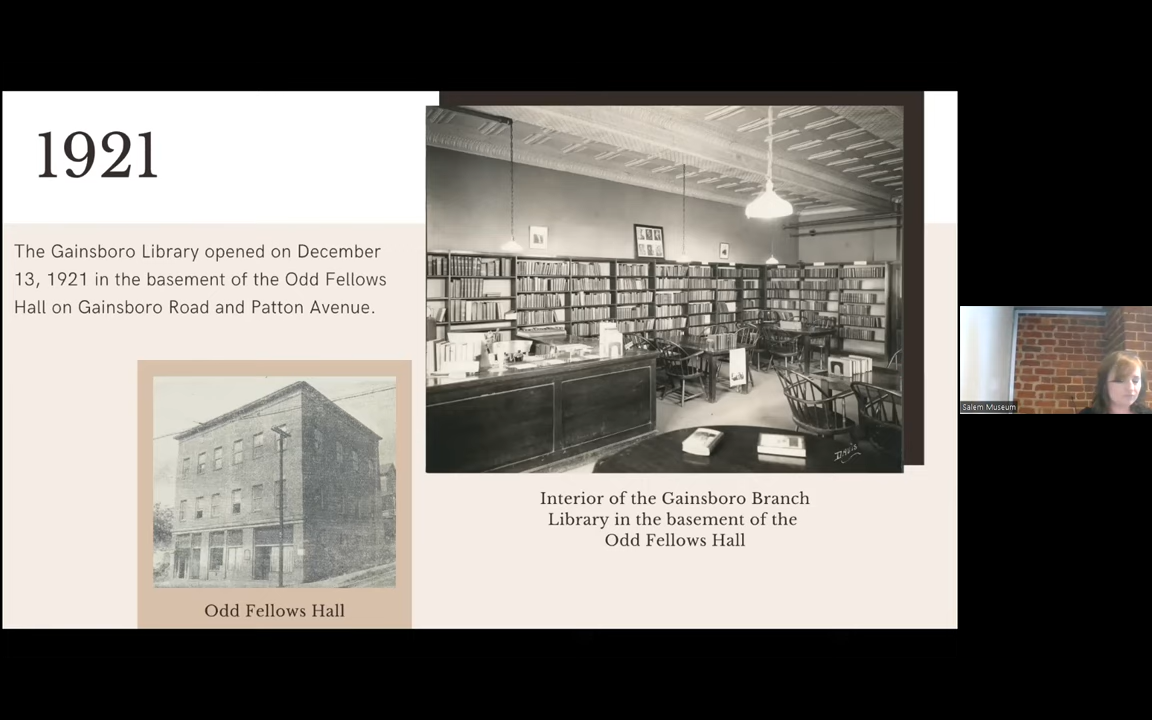 1921
The Gainsboro Library opened on December
13, 1921 in the basement of the Odd Fellows
Hall on Gainsboro Road and Patton Avenue.
Odd Fellows Hall
DAVIS
Interior of the Gainsboro Branch
Library in the basement of the
Odd Fellows Hall
Salem Museum